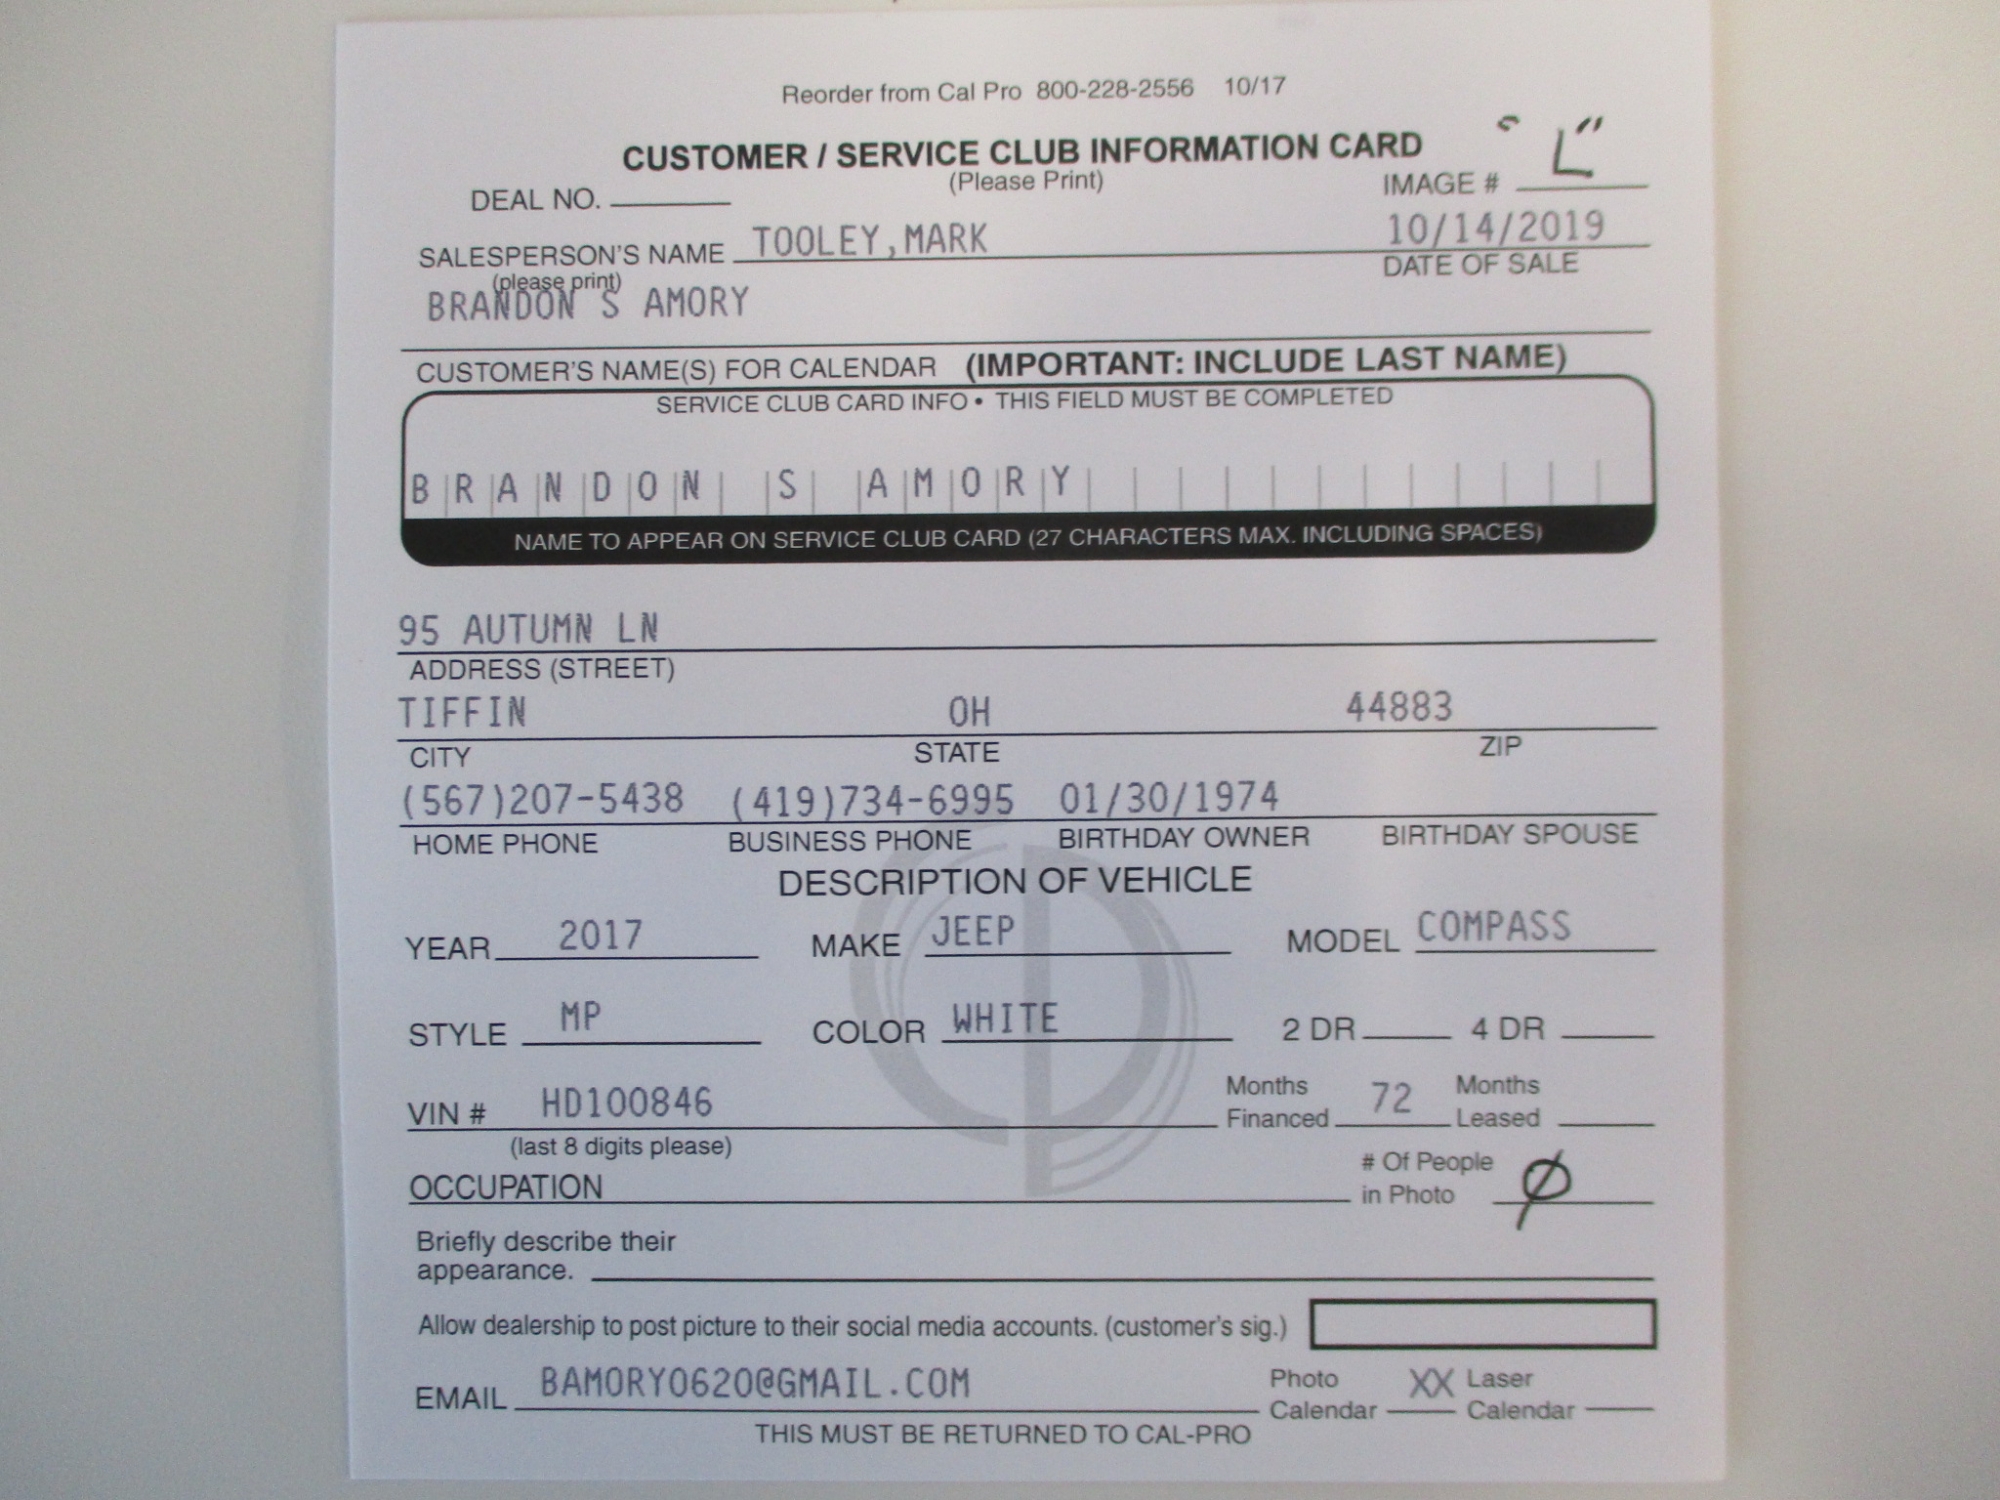 Reorder from Cal Pro 800-228-2556 10/17
CUSTOMER / SERVICE CLUB INFORMATION CARD
(Please Print)
IMAGE # "L"
DEAL NO.
SALESPERSON'S NAME TOOLEY,MARK 10/14/2019
(please print) DATE OF SALE
BRANDON S AMORY
CUSTOMER'S NAME(S) FOR CALENDAR (IMPORTANT: INCLUDE LAST NAME)
SERVICE CLUB CARD INFO • THIS FIELD MUST BE COMPLETED
BRANDON S AMORY
NAME TO APPEAR ON SERVICE CLUB CARD (27 CHARACTERS MAX. INCLUDING SPACES)
95 AUTUMN LN
ADDRESS (STREET)
TIFFIN OH 44883
CITY STATE ZIP
(567)207-5438 (419)734-6995 01/30/1974
HOME PHONE BUSINESS PHONE BIRTHDAY OWNER BIRTHDAY SPOUSE
DESCRIPTION OF VEHICLE
YEAR 2017 MAKE JEEP MODEL COMPASS
STYLE MP COLOR WHITE 2 DR 4 DR
VIN # HD100846 Months Financed 72 Months Leased
(last 8 digits please)
OCCUPATION # Of People in Photo Ø
Briefly describe their
appearance.
Allow dealership to post picture to their social media accounts. (customer's sig.)
EMAIL BAMORY0620@GMAIL.COM Photo Calendar XX Laser Calendar
THIS MUST BE RETURNED TO CAL-PRO